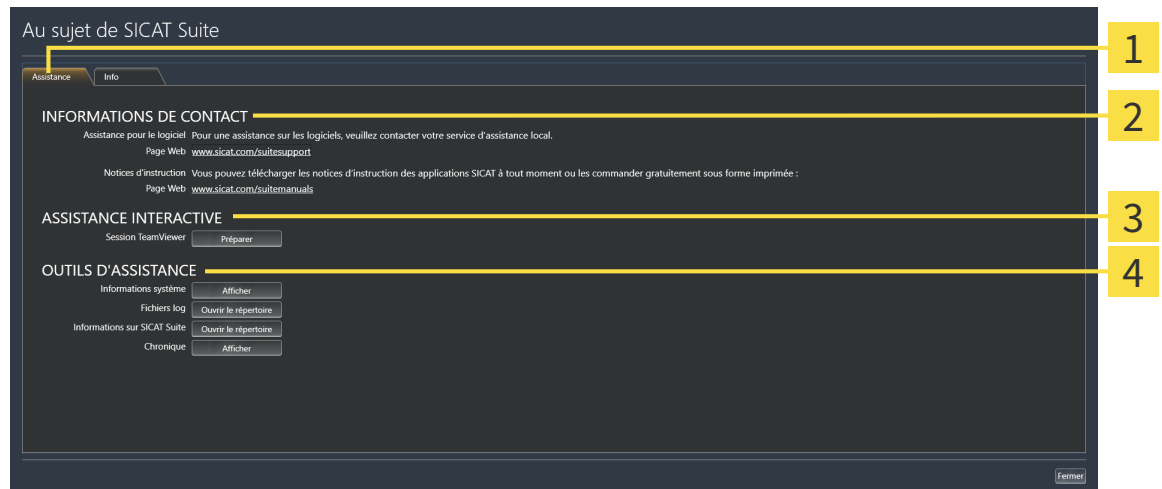 Au sujet de SICAT Suite
1
Assistance
Info
INFORMATIONS DE CONTACT
2
Assistance pour le logiciel Pour une assistance sur les logiciels, veuillez contacter votre service d'assistance local.
Page Web www.sicat.com/suitesupport
Notices d'instruction Vous pouvez télécharger les notices d'instruction des applications SICAT à tout moment ou les commander gratuitement sous forme imprimée :
Page Web www.sicat.com/suitemanuals
ASSISTANCE INTERACTIVE
3
Session TeamViewer Préparer
OUTILS D'ASSISTANCE
4
Informations système Afficher
Fichiers log Ouvrir le répertoire
Informations sur SICAT Suite Ouvrir le répertoire
Chronique Afficher
Fermer